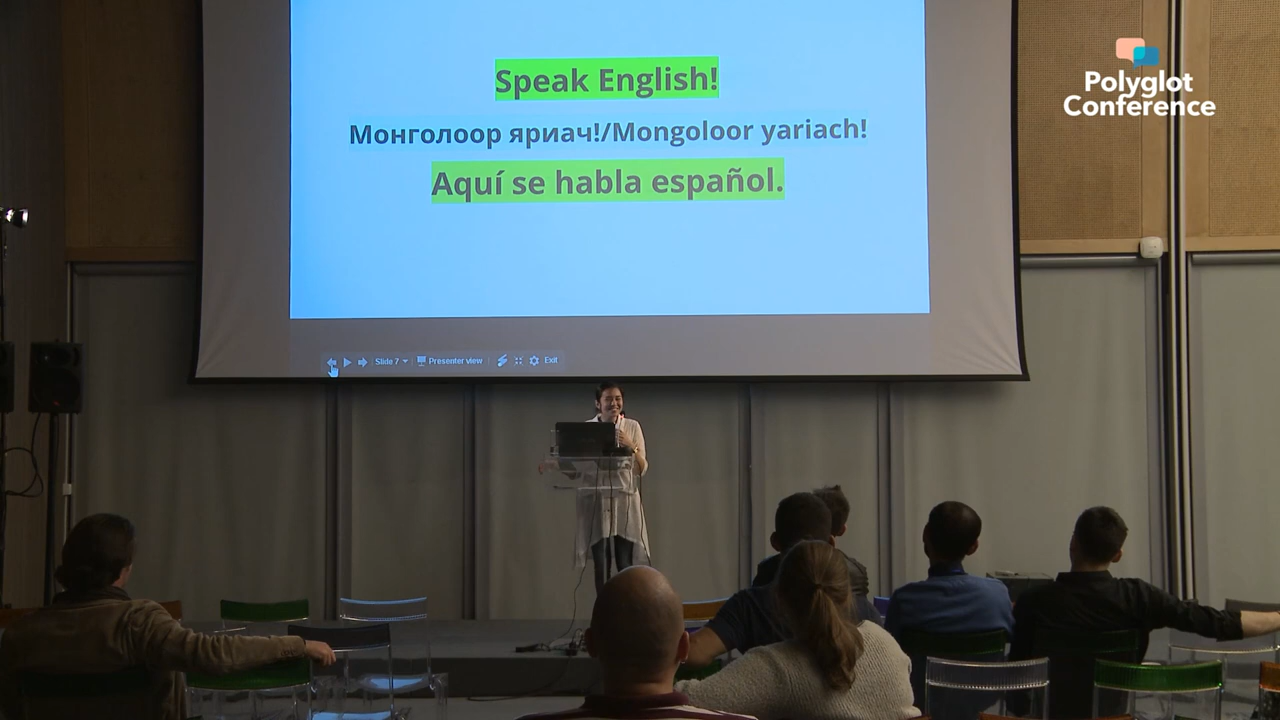 Speak English!
Монголоор яриач!/Mongoloor yariach!
Aquí se habla español.
Polyglot
Conference
Slide 7
Presenter view
Exit